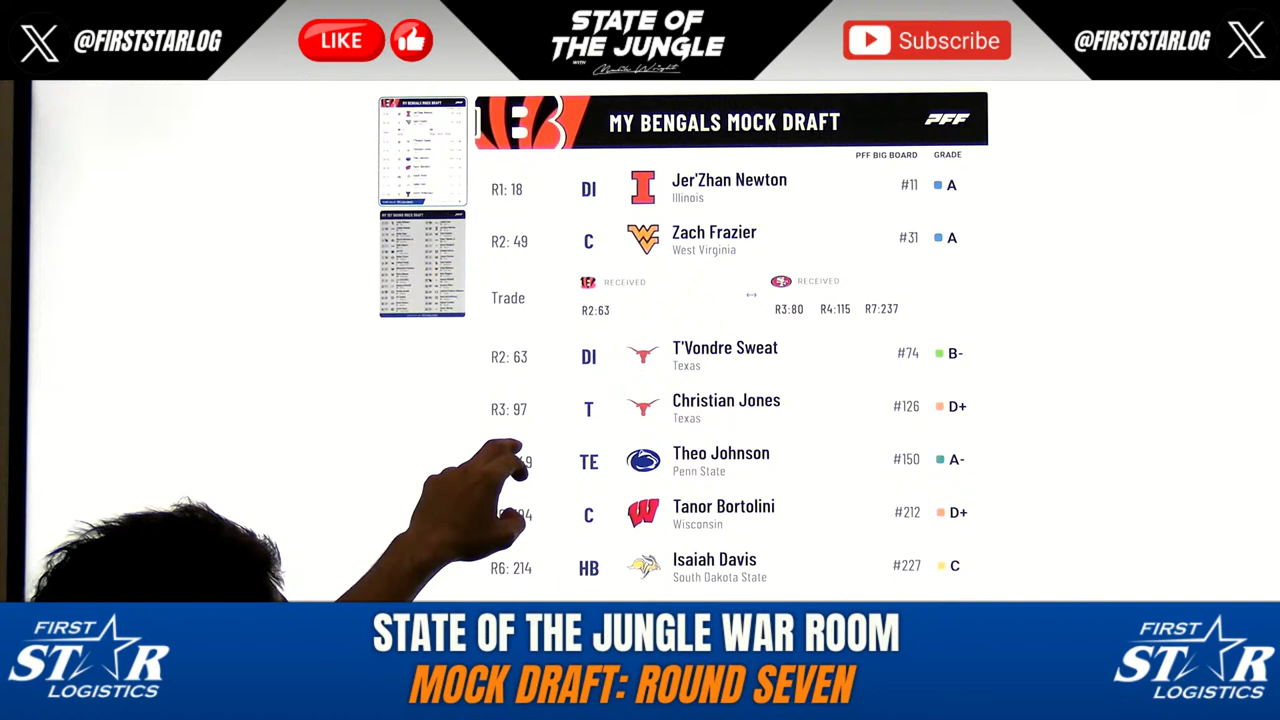 @FIRSTSTARLOG
LIKE
STATE OF
THE JUNGLE
WITH
Subscribe
@FIRSTSTARLOG
MY BENGALS MOCK DRAFT
PFF
PFF BIG BOARD GRADE
R1: 18 DI Jer'Zhan Newton #11 A
Illinois
R2: 49 C Zach Frazier #31 A
West Virginia
Trade
RECEIVED RECEIVED
R2:63 R3:80 R4:115 R7:237
R2: 63 DI T'Vondre Sweat #74 B-
Texas
R3: 97 T Christian Jones #126 D+
Texas
TE Theo Johnson #150 A-
Penn State
C Tanor Bortolini #212 D+
Wisconsin
R6: 214 HB Isaiah Davis #227 C
South Dakota State
FIRST
STAR
LOGISTICS
STATE OF THE JUNGLE WAR ROOM
MOCK DRAFT: ROUND SEVEN
FIRST
STAR
LOGISTICS